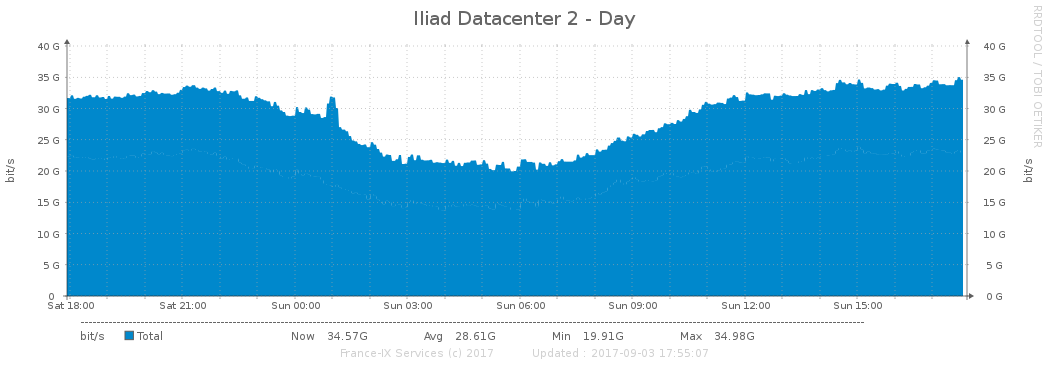 Iliad Datacenter 2 - Day
RRDTOOL / TOBI OETIKER
40 G 40 G
35 G 35 G
30 G 30 G
25 G 25 G
20 G 20 G
15 G 15 G
10 G 10 G
5 G 5 G
0 0 G
bit/s
bit/s
Sat 18:00 Sat 21:00 Sun 00:00 Sun 03:00 Sun 06:00 Sun 09:00 Sun 12:00 Sun 15:00
bit/s Total Now 34.57G Avg 28.61G Min 19.91G Max 34.98G
France-IX Services (c) 2017 Updated : 2017-09-03 17:55:07